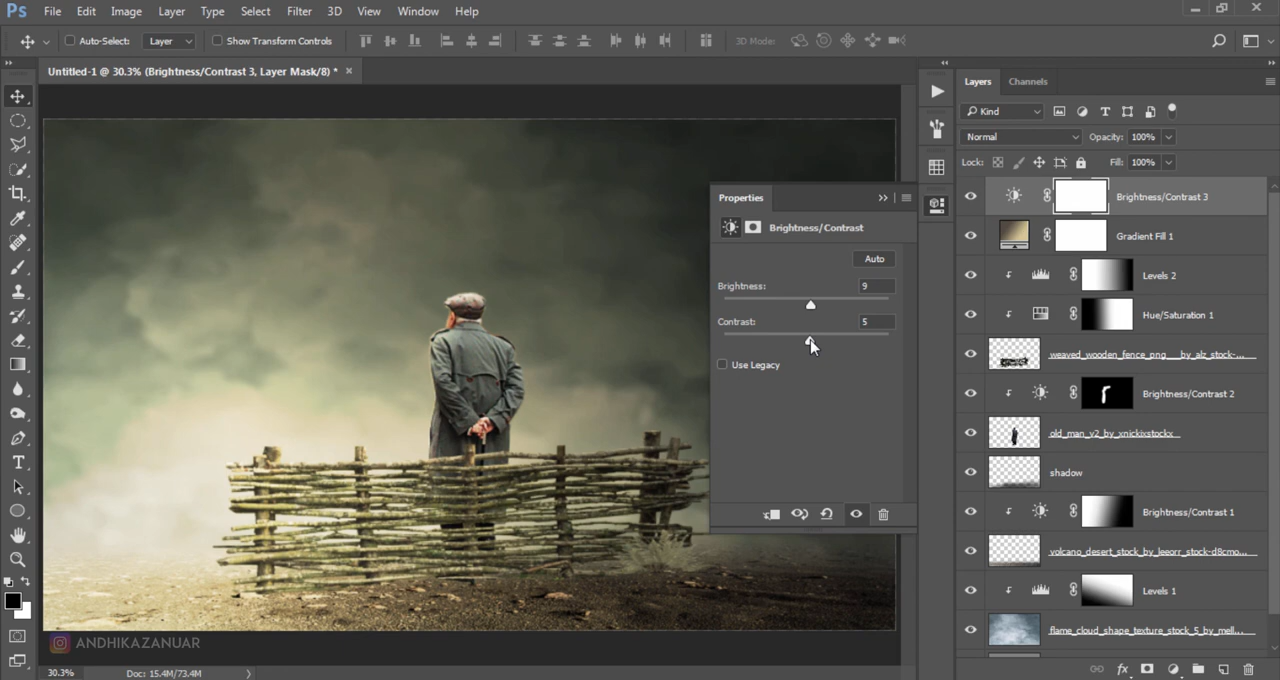 Ps File Edit Image Layer Type Select Filter 3D View Window Help
Auto-Select: Layer Show Transform Controls 3D Mode:
Untitled-1 @ 30.3% (Brightness/Contrast 3, Layer Mask/8) * ×
Layers Channels
Kind
Normal Opacity: 100%
Lock: Fill: 100%
Properties
Brightness/Contrast
Auto
Brightness: 9
Contrast: 5
Use Legacy
Brightness/Contrast 3
Gradient Fill 1
Levels 2
Hue/Saturation 1
weaved_wooden_fence_png___by_alz_stock-...
Brightness/Contrast 2
old_man_v2_by_xnickixstockx
shadow
Brightness/Contrast 1
volcano_desert_stock_by_leeorr_stock-d8cmo...
Levels 1
flame_cloud_shape_texture_stock_5_by_mell...
ANDHIKAZANUAR
30.3% Doc: 15.4M/73.4M